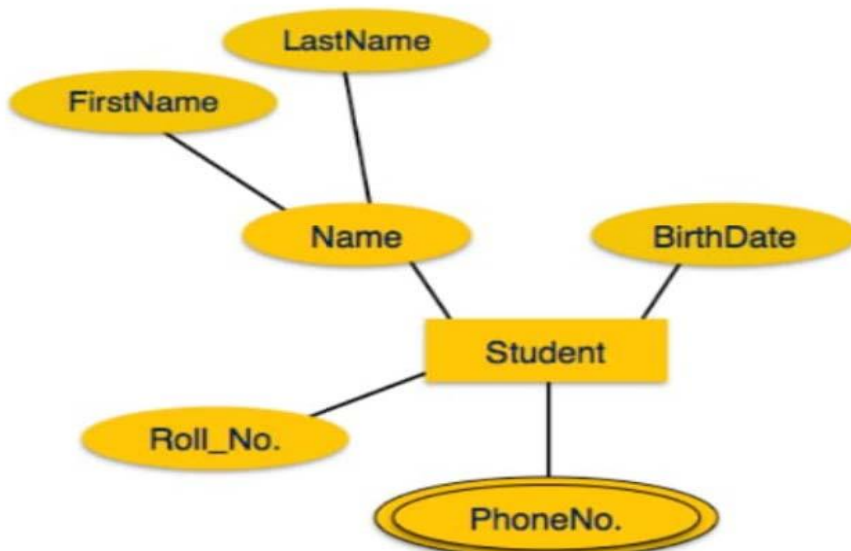 LastName
FirstName
Name
BirthDate
Student
Roll_No.
PhoneNo.